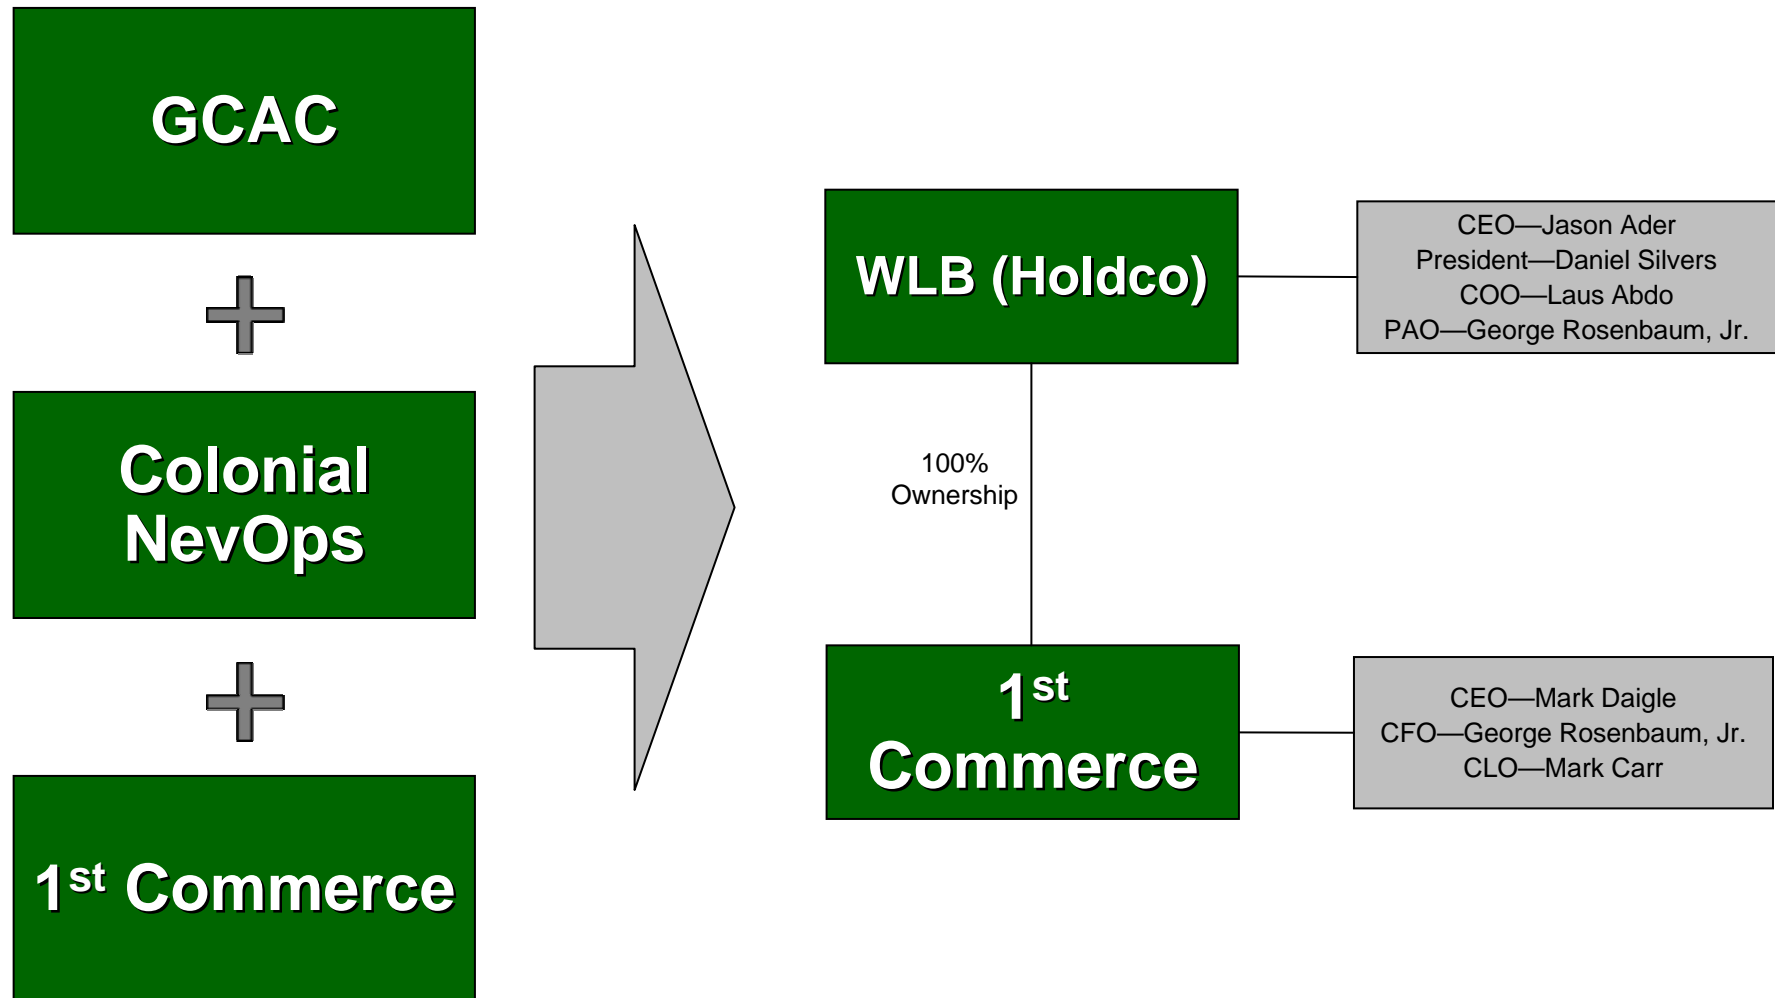 GCAC
Colonial
NevOps
1st Commerce
WLB (Holdco)
CEO—Jason Ader
President—Daniel Silvers
COO—Laus Abdo
PAO—George Rosenbaum, Jr.
100%
Ownership
1st
Commerce
CEO—Mark Daigle
CFO—George Rosenbaum, Jr.
CLO—Mark Carr